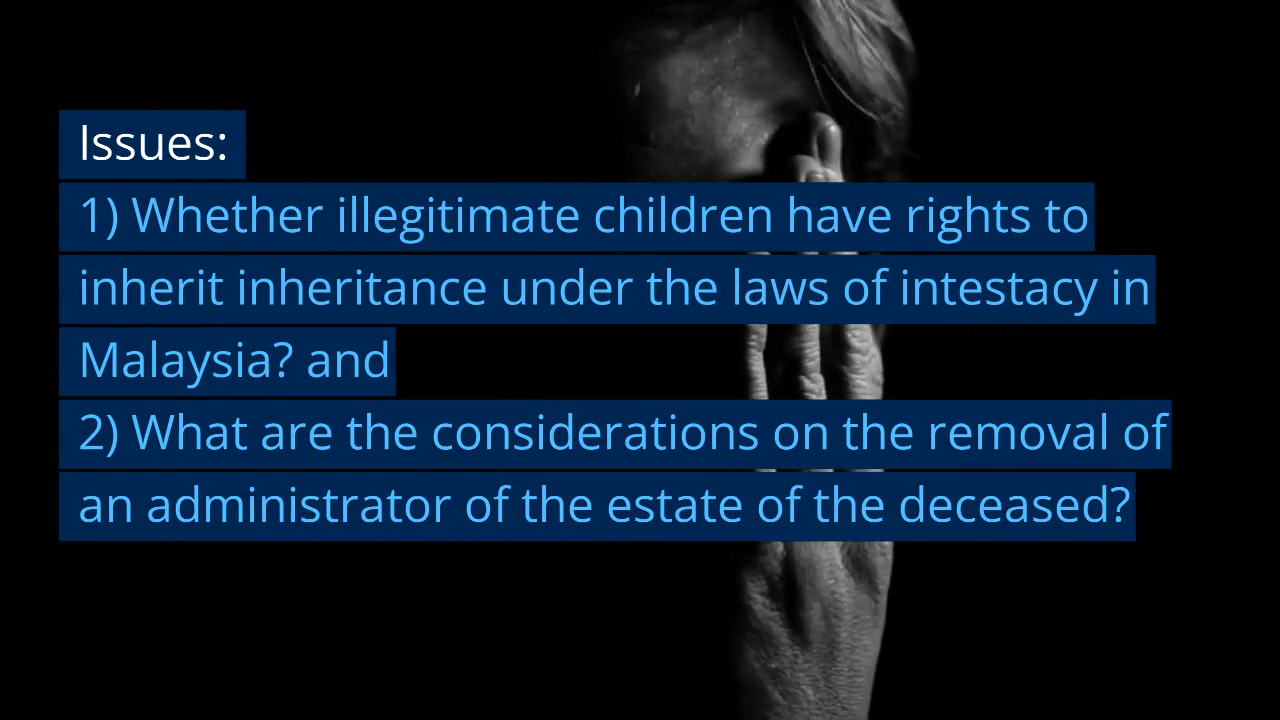 Issues:
1) Whether illegitimate children have rights to
inherit inheritance under the laws of intestacy in
Malaysia? and
2) What are the considerations on the removal of
an administrator of the estate of the deceased?